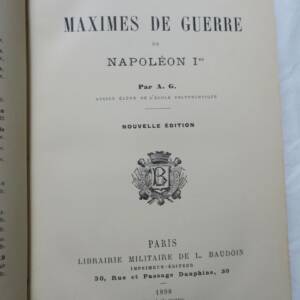 MAXIMES DE GUERRE
DE
NAPOLÉON Ier
Par A. G.
ANCIEN ÉLÈVE DE L'ÉCOLE POLYTECHNIQUE
NOUVELLE ÉDITION
B
PARIS
LIBRAIRIE MILITAIRE DE L. BAUDOIN
IMPRIMEUR-ÉDITEUR
30, Rue et Passage Dauphine, 30